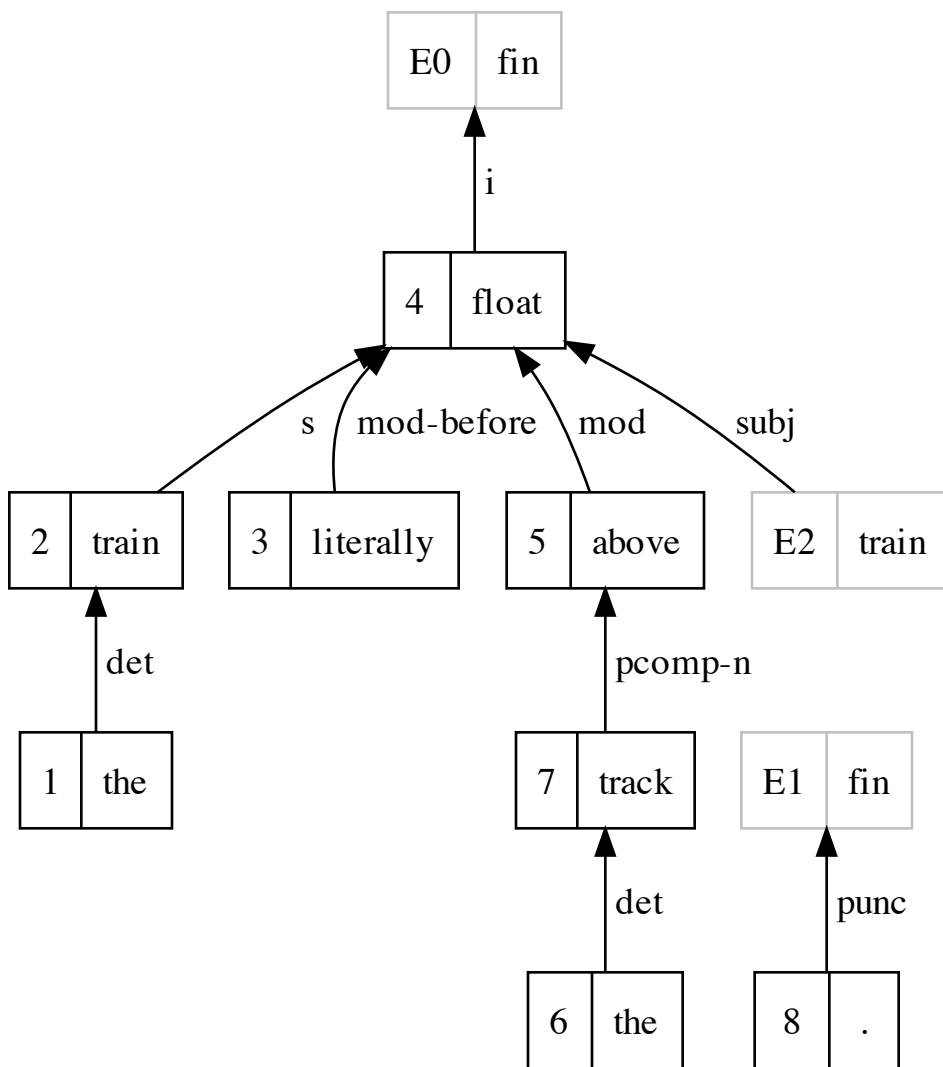 E0 fin
i
4 float
s mod-before mod subj
2 train 3 literally 5 above E2 train
det pcomp-n
1 the 7 track E1 fin
det punc
6 the 8 .